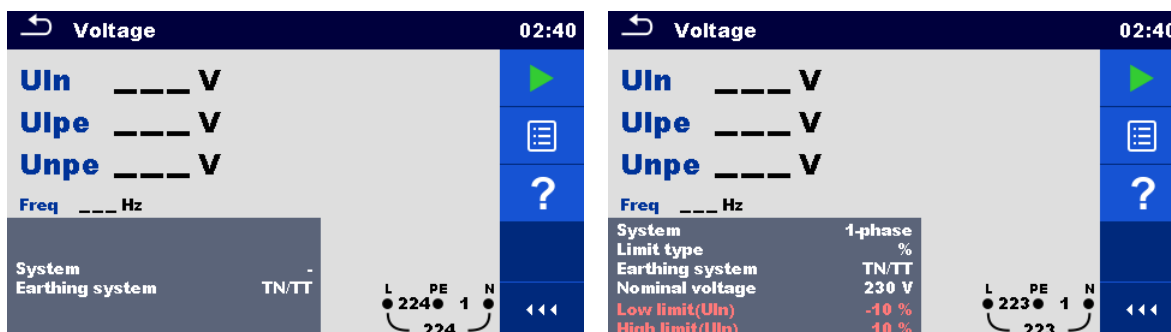 Voltage 02:40
Uln ___ V
Ulpe ___ V
Unpe ___ V
Freq ___ Hz
?
System -
Earthing system TN/TT
L PE N
224 1
224
Voltage 02:40
Uln ___ V
Ulpe ___ V
Unpe ___ V
Freq ___ Hz
?
System 1-phase
Limit type %
Earthing system TN/TT
Nominal voltage 230 V
Low limit(Uln) -10 %
High limit(Uln) 10 %
L PE N
223 1
223